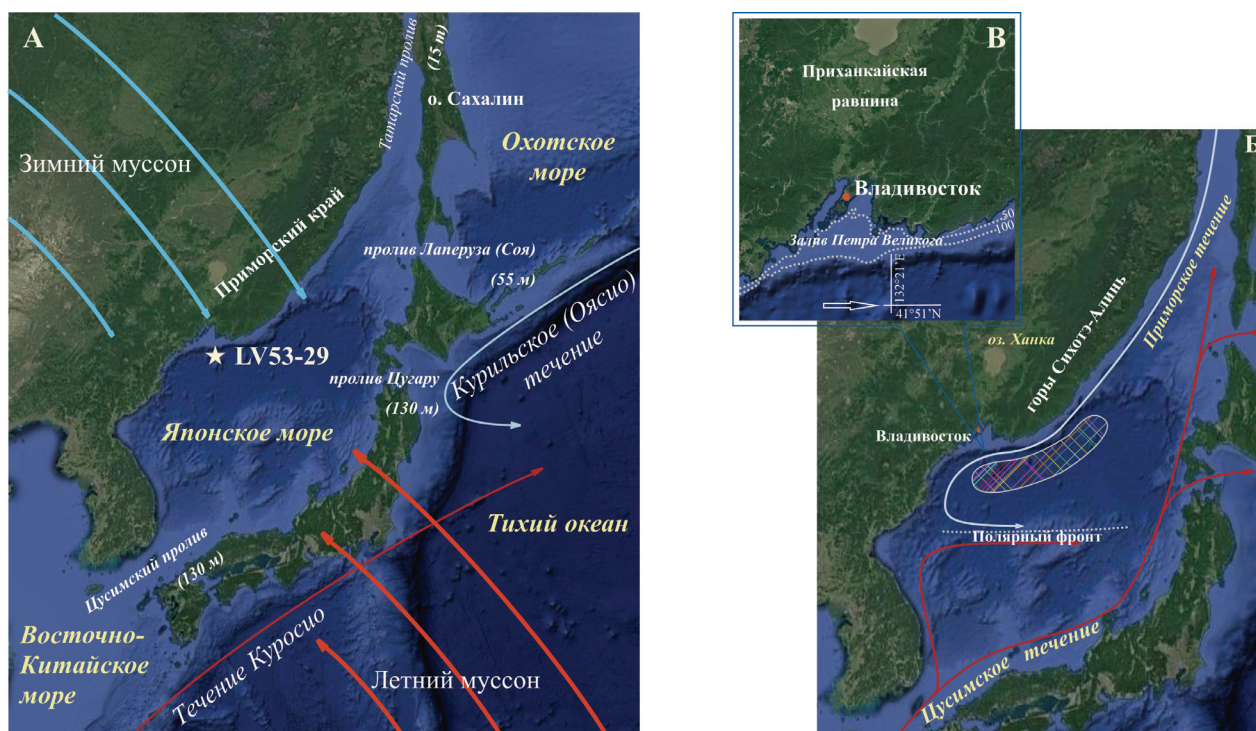 А
Зимний муссон
Татарский пролив
(15 m)
о. Сахалин
Охотское
море
Приморский край
пролив Лаперуза (Соя)
(55 м)
★ LV53-29
пролив Цугару
(130 м)
Курильское (Оясио)
течение
Японское море
Тихий океан
Цусимский пролив
(130 м)
Восточно-
Китайское
море
Течение Куросио
Летний муссон
В
Приханкайская
равнина
Владивосток
50
100
Залив Петра Великого
132°21'E
41°51'N
Б
оз. Ханка
горы Сихотэ-Алинь
Приморское течение
Владивосток
Полярный фронт
Цусимское течение